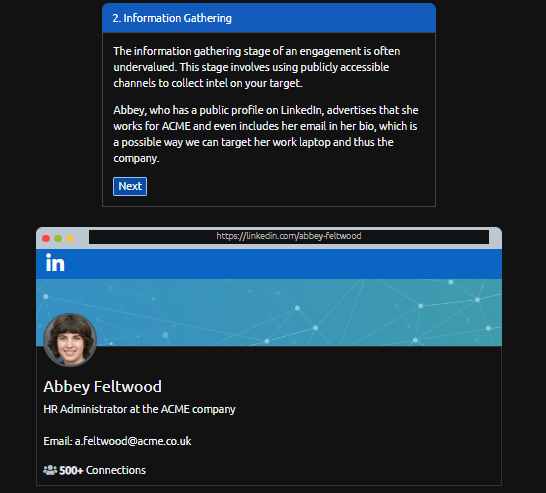 2. Information Gathering
The information gathering stage of an engagement is often
undervalued. This stage involves using publicly accessible
channels to collect intel on your target.
Abbey, who has a public profile on LinkedIn, advertises that she
works for ACME and even includes her email in her bio, which is
a possible way we can target her work laptop and thus the
company.
Next
https://linkedin.com/abbey-feltwood
in
Abbey Feltwood
HR Administrator at the ACME company
Email: a.feltwood@acme.co.uk
500+ Connections